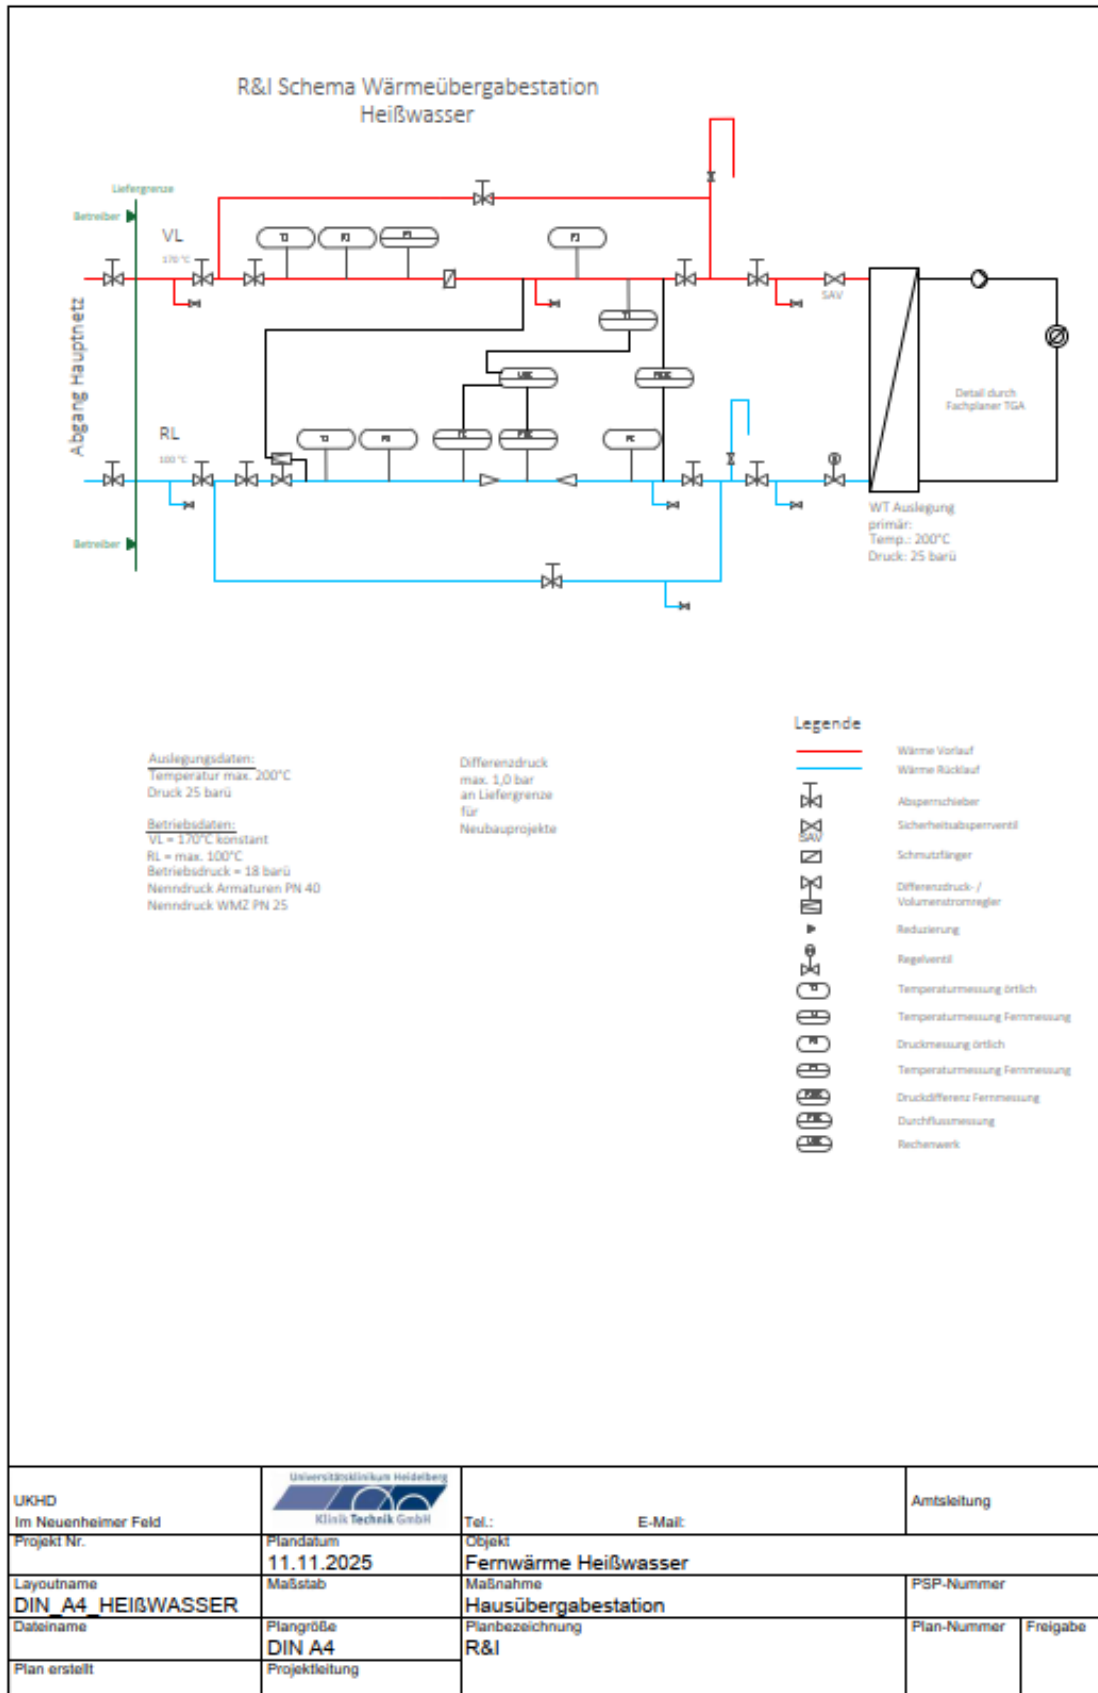 R&I Schema Wärmeübergabestation
Heißwasser
Liefergrenze
Betreiber
VL
170 °C
SAV
Abgang Hauptnetz
RL
100 °C
Betreiber
Detail durch
Fachplaner TGA
WT Auslegung
primär:
Temp.: 200°C
Druck: 25 barü
Auslegungsdaten:
Temperatur max. 200°C
Druck 25 barü
Betriebsdaten:
VL = 170°C konstant
RL = max. 100°C
Betriebsdruck = 18 barü
Nenndruck Armaturen PN 40
Nenndruck WMZ PN 25
Differenzdruck
max. 1,0 bar
an Liefergrenze
für
Neubauprojekte
Legende
Wärme Vorlauf
Wärme Rücklauf
Absperrschieber
Sicherheitsabsperrventil
SAV
Schmutzfänger
Differenzdruck- /
Volumenstromregler
Reduzierung
Regelventil
Temperaturmessung örtlich
Temperaturmessung Fernmessung
Druckmessung örtlich
Temperaturmessung Fernmessung
Druckdifferenz Fernmessung
Durchflussmessung
Rechenwerk
UKHD
Im Neuenheimer Feld
Universitätsklinikum Heidelberg
Klinik Technik GmbH
Tel.: E-Mail:
Amtsleitung
Projekt Nr.
Plandatum
11.11.2025
Objekt
Fernwärme Heißwasser
Layoutname
DIN_A4_HEIßWASSER
Maßstab
Maßnahme
Hausübergabestation
PSP-Nummer
Dateiname
Plangröße
DIN A4
Planbezeichnung
R&I
Plan-Nummer
Freigabe
Plan erstellt
Projektleitung